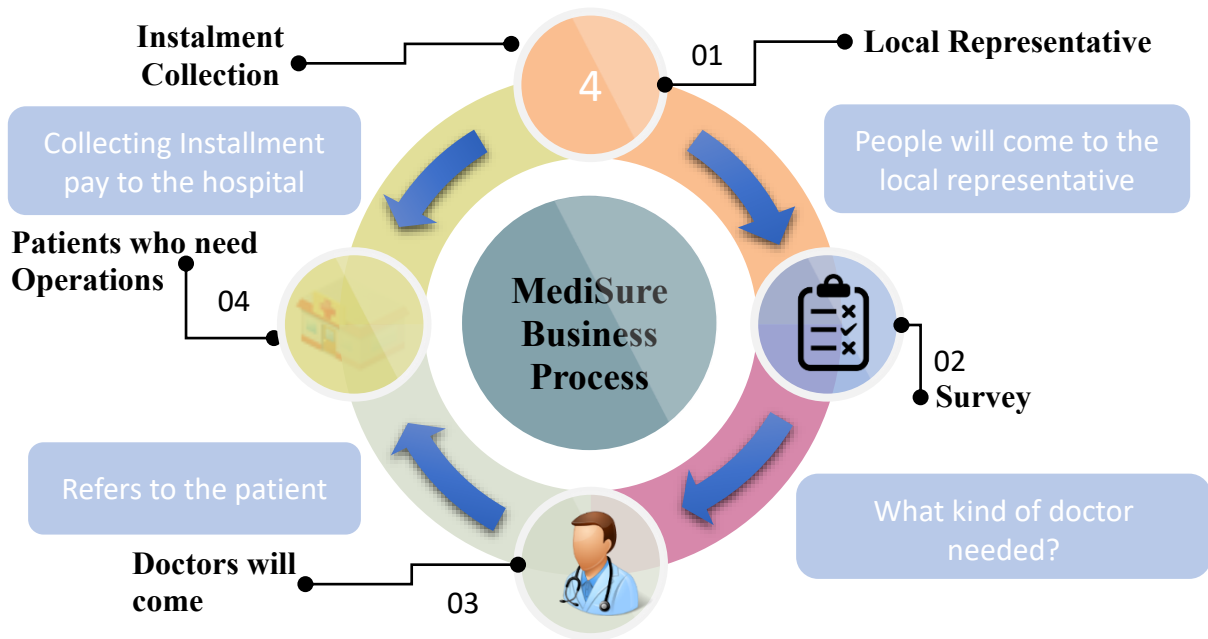 Instalment
Collection
4
01
Local Representative
Collecting Installment
pay to the hospital
People will come to the
local representative
Patients who need
Operations
04
MediSure
Business
Process
02
Survey
Refers to the patient
What kind of doctor
needed?
Doctors will
come
03